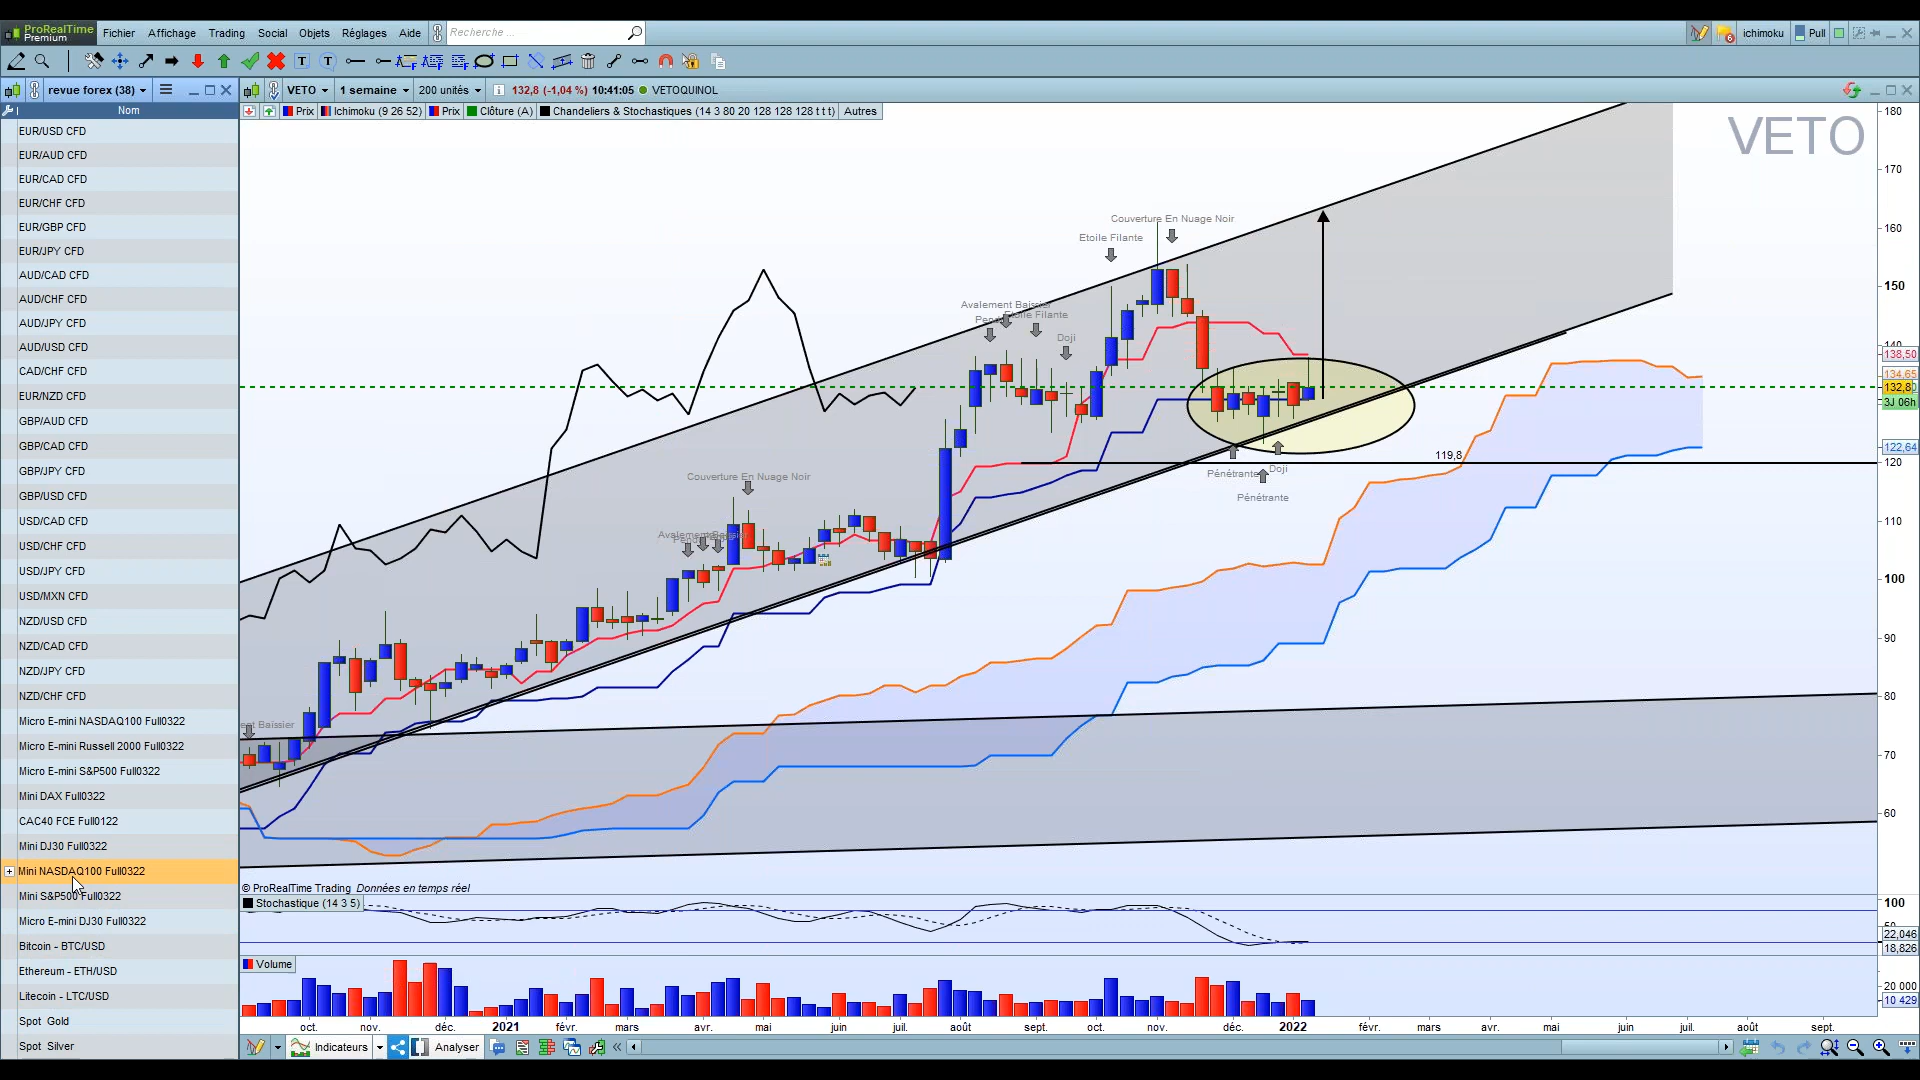 ProRealTime
Premium
Fichier Affichage Trading Social Objets Réglages Aide
Recherche ...
6
ichimoku
Pull
revue forex (38)
VETO
1 semaine
200 unités
132,8 (-1,04 %) 10:41:05
VETOQUINOL
Nom
EUR/USD CFD
EUR/AUD CFD
EUR/CAD CFD
EUR/CHF CFD
EUR/GBP CFD
EUR/JPY CFD
AUD/CAD CFD
AUD/CHF CFD
AUD/JPY CFD
AUD/USD CFD
CAD/CHF CFD
EUR/NZD CFD
GBP/AUD CFD
GBP/CAD CFD
GBP/JPY CFD
GBP/USD CFD
USD/CAD CFD
USD/CHF CFD
USD/JPY CFD
USD/MXN CFD
NZD/USD CFD
NZD/CAD CFD
NZD/JPY CFD
NZD/CHF CFD
Micro E-mini NASDAQ100 Full0322
Micro E-mini Russell 2000 Full0322
Micro E-mini S&P500 Full0322
Mini DAX Full0322
CAC40 FCE Full0122
Mini DJ30 Full0322
Mini NASDAQ100 Full0322
Mini S&P500 Full0322
Micro E-mini DJ30 Full0322
Bitcoin - BTC/USD
Ethereum - ETH/USD
Litecoin - LTC/USD
Spot Gold
Spot Silver
Prix
Ichimoku (9 26 52)
Prix
Clôture (A)
Chandeliers & Stochastiques (14 3 80 20 128 128 128 t t t)
Autres
VETO
Couverture En Nuage Noir
Etoile Filante
Avalement Baissier
Etoile Filante
Doji
Couverture En Nuage Noir
Pénétrante
Doji
Pénétrante
119,8
180
170
160
150
140
138,50
134,65
132,8
3J 06h
122,64
120
110
100
90
80
70
60
© ProRealTime Trading Données en temps réel
Stochastique (14 3 5)
100
50
22,046
18,826
Volume
20 000
10 429
oct. nov. déc. 2021 févr. mars avr. mai juin juil. août sept. oct. nov. déc. 2022 févr. mars avr. mai juin juil. août sept.
Indicateurs
Analyser